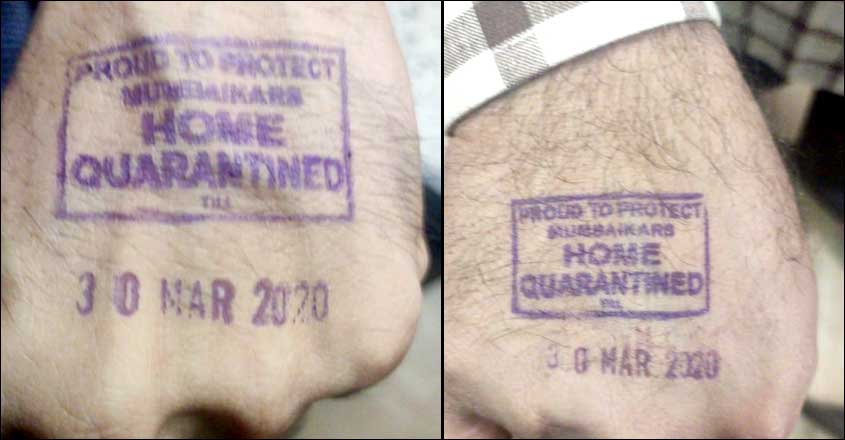 PROUD TO PROTECT
MUMBAIKARS
HOME
QUARANTINED
TILL
30 MAR 2020
PROUD TO PROTECT
MUMBAIKARS
HOME
QUARANTINED
TILL
30 MAR 2020